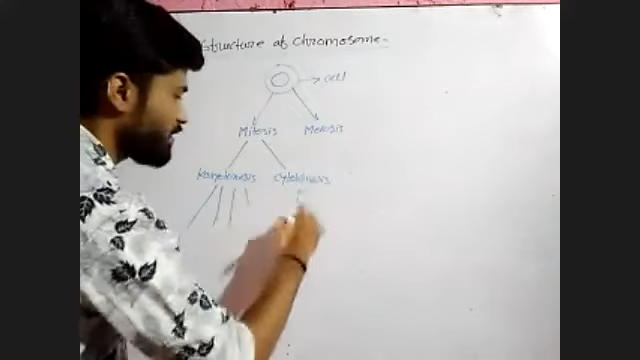 Structure of Chromosome
cell
Mitosis Meiosis
Karyokinesis Cytokinesis